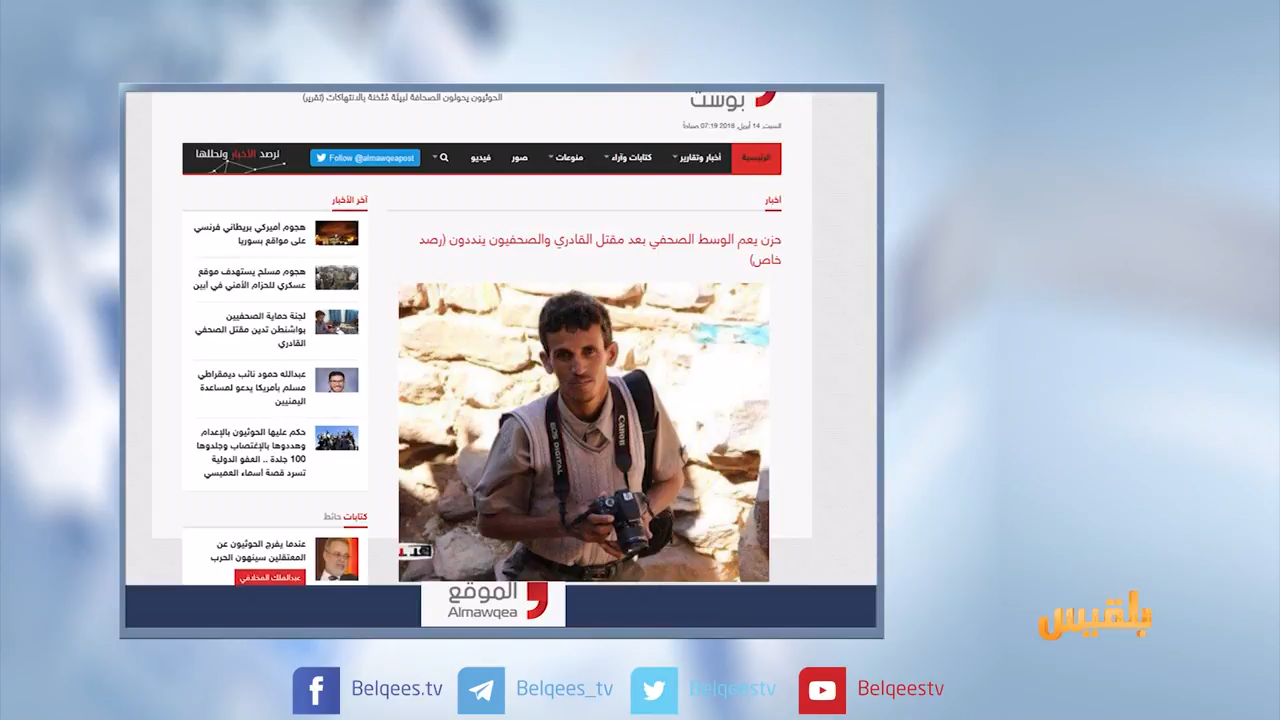 الحوثيون يحولون الصحافة لبيئة مُثخنة بالانتهاكات (تقرير)
بوست
السبت, 14 أبريل, 2018 07:19 صباحاً
الرئيسية
أخبار وتقارير
كتابات وآراء
منوعات
صور
فيديو
Follow @almawqeapost
لرصد الأخبار ونحللها
أخبار
حزن يعم الوسط الصحفي بعد مقتل القادري والصحفيون ينددون (رصد
خاص)
آخر الأخبار
هجوم أميركي بريطاني فرنسي
على مواقع بسوريا
هجوم مسلح يستهدف موقع
عسكري للحزام الأمني في أبين
لجنة حماية الصحفيين
بواشنطن تدين مقتل الصحفي
القادري
عبدالله حمود نائب ديمقراطي
مسلم بأمريكا يدعو لمساعدة
اليمنيين
حكم عليها الحوثيون بالإعدام
وهددوها بالإغتصاب وجلدوها
100 جلدة .. العفو الدولية
تسرد قصة أسماء العميسي
كتابات حائط
عندما يفرج الحوثيون عن
المعتقلين سينهون الحرب
عبدالملك المخلافي
EOS DIGITAL
Canon
الموقع
Almawqea
بلقيس
Belqees.tv
Belqees_tv
Belqeestv
Belqeestv